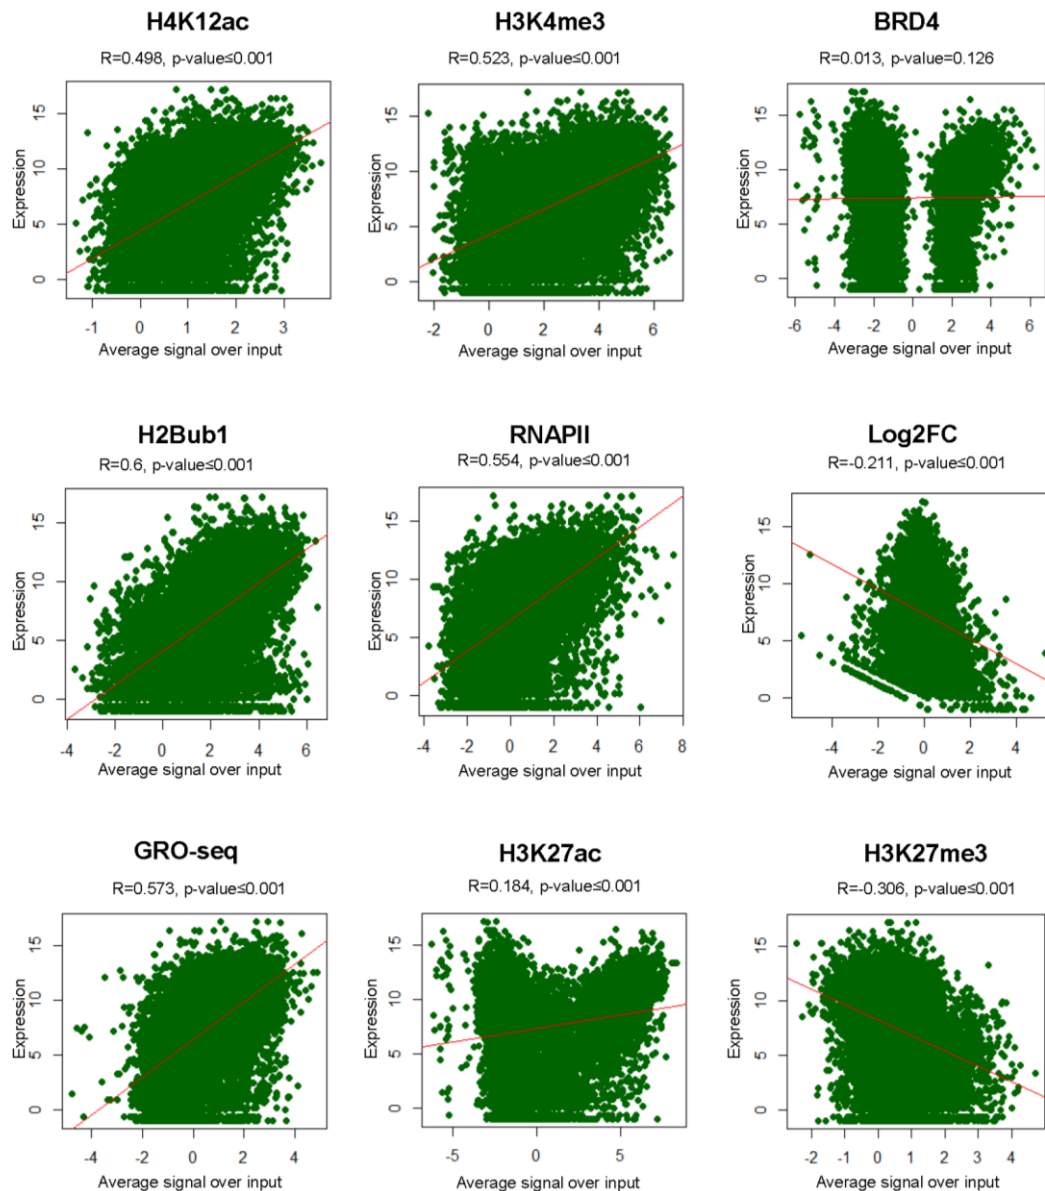 H4K12ac
R=0.498, p-value≤0.001
Expression
15
10
5
0
-1 0 1 2 3
Average signal over input
H3K4me3
R=0.523, p-value≤0.001
Expression
15
10
5
0
-2 0 2 4 6
Average signal over input
BRD4
R=0.013, p-value=0.126
Expression
15
10
5
0
-6 -4 -2 0 2 4 6
Average signal over input
H2Bub1
R=0.6, p-value≤0.001
Expression
15
10
5
0
-4 -2 0 2 4 6
Average signal over input
RNAPII
R=0.554, p-value≤0.001
Expression
15
10
5
0
-4 -2 0 2 4 6 8
Average signal over input
Log2FC
R=-0.211, p-value≤0.001
Expression
15
10
5
0
-4 -2 0 2 4
Average signal over input
GRO-seq
R=0.573, p-value≤0.001
Expression
15
10
5
0
-4 -2 0 2 4
Average signal over input
H3K27ac
R=0.184, p-value≤0.001
Expression
15
10
5
0
-5 0 5
Average signal over input
H3K27me3
R=-0.306, p-value≤0.001
Expression
15
10
5
0
-2 -1 0 1 2 3 4
Average signal over input